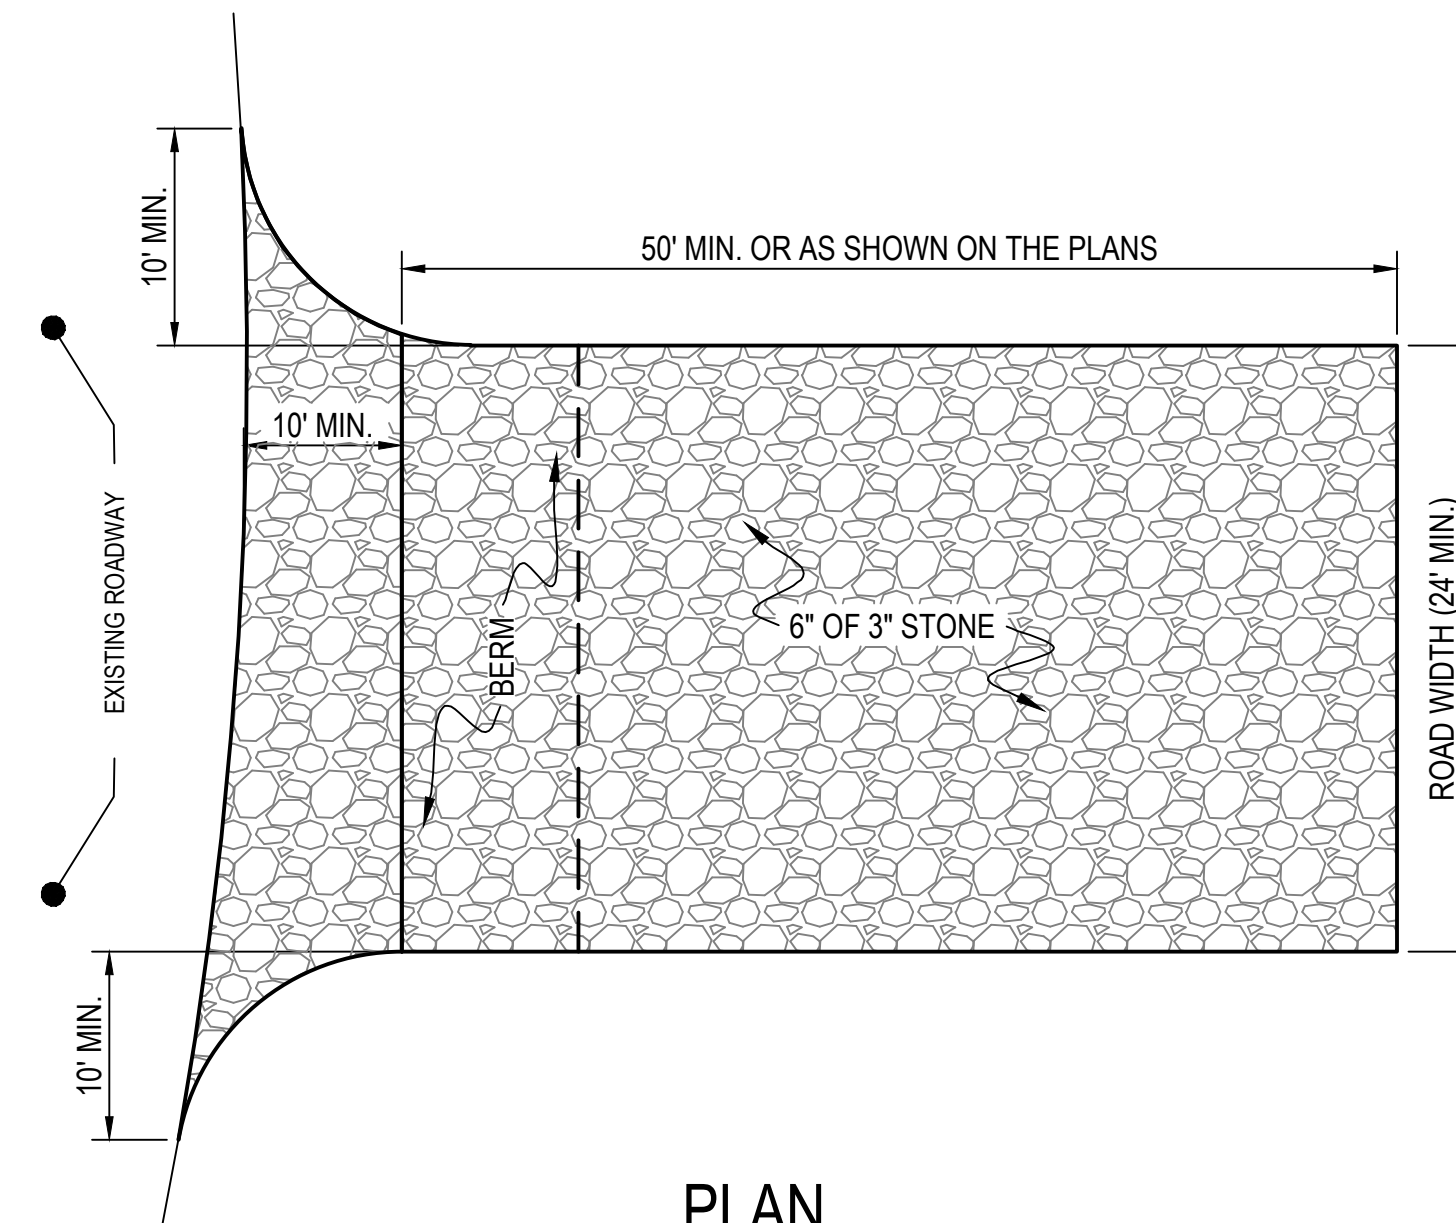 10' MIN.
50' MIN. OR AS SHOWN ON THE PLANS
10' MIN.
EXISTING ROADWAY
BERM
6" OF 3" STONE
ROAD WIDTH (24' MIN.)
10' MIN.
PLAN